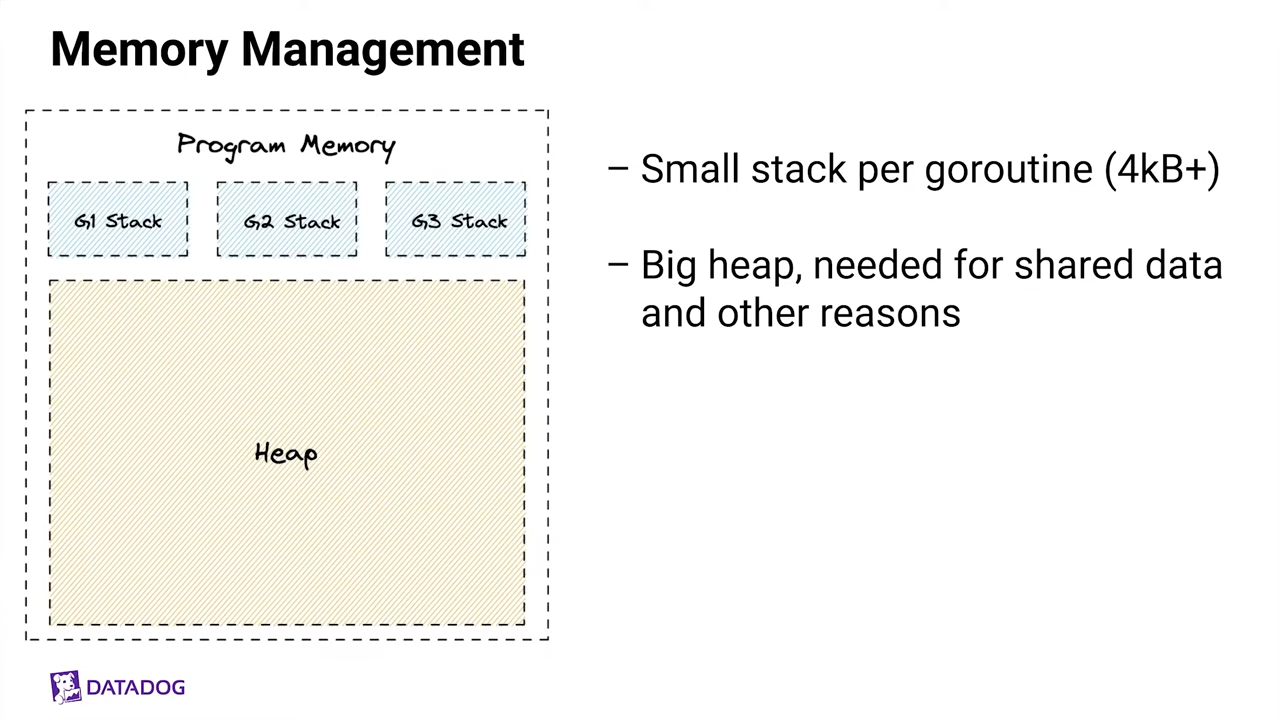 Memory Management
Program Memory
G1 Stack
G2 Stack
G3 Stack
Heap
– Small stack per goroutine (4kB+)
– Big heap, needed for shared data
and other reasons
DATADOG